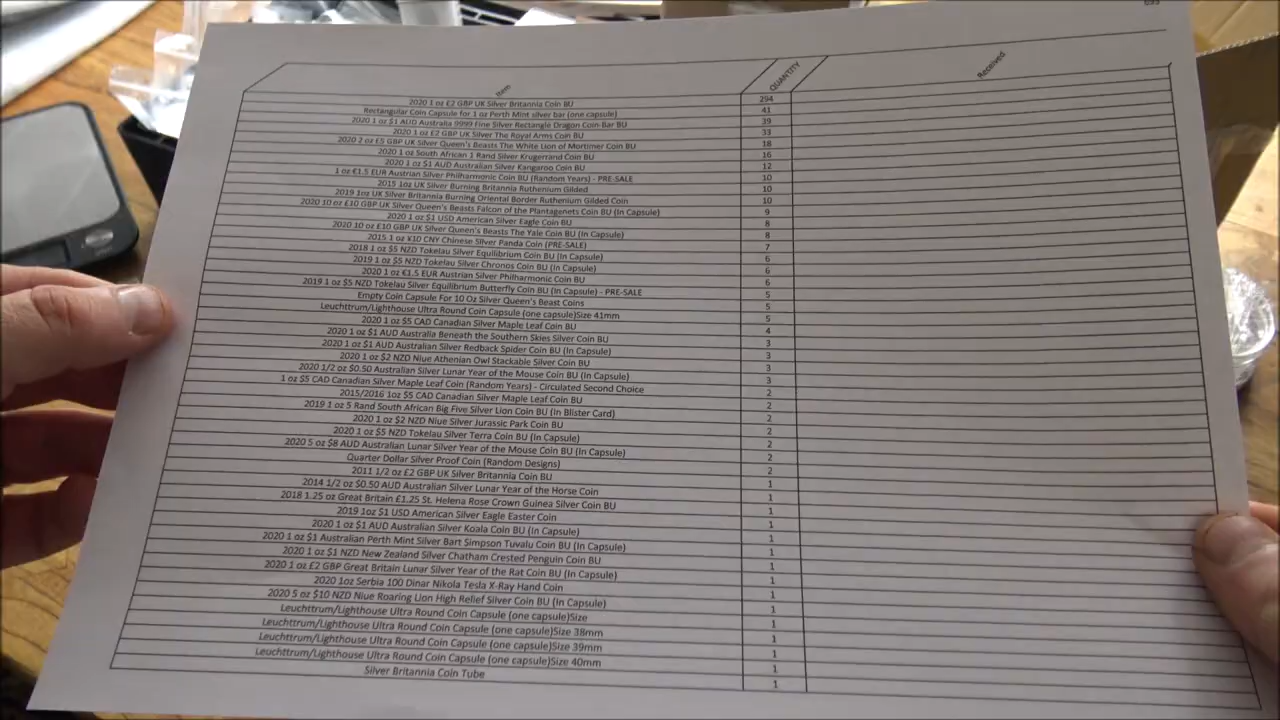 Item QUANTITY Received
2020 1 oz £2 GBP UK Silver Britannia Coin BU 294
Rectangular Coin Capsule for 1 oz Perth Mint silver bar (one capsule) 41
2020 1 oz $1 AUD Australia 9999 Fine Silver Rectangle Dragon Coin Bar BU 39
2020 1 oz £2 GBP UK Silver The Royal Arms Coin BU 33
2020 2 oz £5 GBP UK Silver Queen's Beasts The White Lion of Mortimer Coin BU 18
2020 1 oz South African 1 Rand Silver Krugerrand Coin BU 16
2020 1 oz $1 AUD Australian Silver Kangaroo Coin BU 12
1 oz €1.5 EUR Austrian Silver Philharmonic Coin BU (Random Years) - PRE-SALE 10
2015 1oz UK Silver Burning Britannia Ruthenium Gilded 10
2019 1oz UK Silver Britannia Burning Oriental Border Ruthenium Gilded Coin 10
2020 10 oz £10 GBP UK Silver Queen's Beasts Falcon of the Plantagenets Coin BU (In Capsule) 9
2020 1 oz $1 USD American Silver Eagle Coin BU 8
2020 10 oz £10 GBP UK Silver Queen's Beasts The Yale Coin BU (In Capsule) 8
2015 1 oz ¥10 CNY Chinese Silver Panda Coin (PRE-SALE) 7
2018 1 oz $5 NZD Tokelau Silver Equilibrium Coin BU (In Capsule) 6
2019 1 oz $5 NZD Tokelau Silver Chronos Coin BU (In Capsule) 6
2020 1 oz €1.5 EUR Austrian Silver Philharmonic Coin BU 6
2019 1 oz $5 NZD Tokelau Silver Equilibrium Butterfly Coin BU (In Capsule) - PRE-SALE 5
Empty Coin Capsule For 10 Oz Silver Queen's Beast Coins 5
Leuchttrum/Lighthouse Ultra Round Coin Capsule (one capsule)Size 41mm 5
2020 1 oz $5 CAD Canadian Silver Maple Leaf Coin BU 4
2020 1 oz $1 AUD Australia Beneath the Southern Skies Silver Coin BU 3
2020 1 oz $1 AUD Australian Silver Redback Spider Coin BU (In Capsule) 3
2020 1 oz $2 NZD Niue Athenian Owl Stackable Silver Coin BU 3
2020 1/2 oz $0.50 AUD Australian Silver Lunar Year of the Mouse Coin BU (In Capsule) 3
1 oz $5 CAD Canadian Silver Maple Leaf Coin (Random Years) - Circulated Second Choice 2
2015/2016 1oz $5 CAD Canadian Silver Maple Leaf Coin BU 2
2019 1 oz 5 Rand South African Big Five Silver Lion Coin BU (In Blister Card) 2
2020 1 oz $2 NZD Niue Silver Jurassic Park Coin BU 2
2020 1 oz $5 NZD Tokelau Silver Terra Coin BU (In Capsule) 2
2020 5 oz $8 AUD Australian Lunar Silver Year of the Mouse Coin BU (In Capsule) 2
Quarter Dollar Silver Proof Coin (Random Designs) 2
2011 1/2 oz £2 GBP UK Silver Britannia Coin BU 1
2014 1/2 oz $0.50 AUD Australian Silver Lunar Year of the Horse Coin 1
2018 1.25 oz Great Britain £1.25 St. Helena Rose Crown Guinea Silver Coin BU 1
2019 1oz $1 USD American Silver Eagle Easter Coin 1
2020 1 oz $1 AUD Australian Silver Koala Coin BU (In Capsule) 1
2020 1 oz $1 Australian Perth Mint Silver Bart Simpson Tuvalu Coin BU (In Capsule) 1
2020 1 oz $1 NZD New Zealand Silver Chatham Crested Penguin Coin BU 1
2020 1 oz £2 GBP Great Britain Lunar Silver Year of the Rat Coin BU (In Capsule) 1
2020 1oz Serbia 100 Dinar Nikola Tesla X-Ray Hand Coin 1
2020 5 oz $10 NZD Niue Roaring Lion High Relief Silver Coin BU (In Capsule) 1
Leuchttrum/Lighthouse Ultra Round Coin Capsule (one capsule)Size 1
Leuchttrum/Lighthouse Ultra Round Coin Capsule (one capsule)Size 38mm 1
Leuchttrum/Lighthouse Ultra Round Coin Capsule (one capsule)Size 39mm 1
Leuchttrum/Lighthouse Ultra Round Coin Capsule (one capsule)Size 40mm 1
Silver Britannia Coin Tube 1